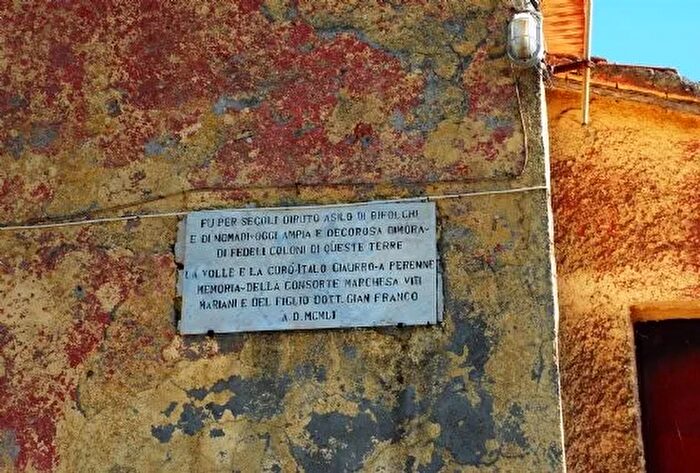 FU PER SECOLI DIRUTO ASILO DI BIFOLCHI
E DI NOMADI-OGGI AMPIA E DECOROSA DIMORA-
DI FEDELI COLONI DI QUESTE TERRE
LA VOLLE E LA CURÒ-ITALO CIAURRO-A PERENNE
MEMORIA-DELLA CONSORTE MARCHESA VITI
MARIANI E DEL FIGLIO DOTT. GIAN FRANCO
A.D. MCMLI